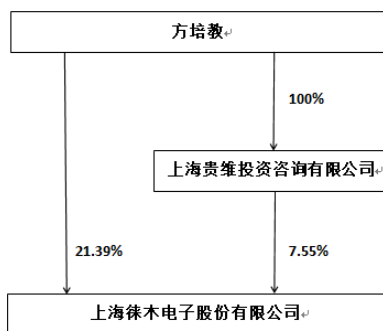 方培教
100%
上海贵维投资咨询有限公司
21.39%
7.55%
上海徕木电子股份有限公司